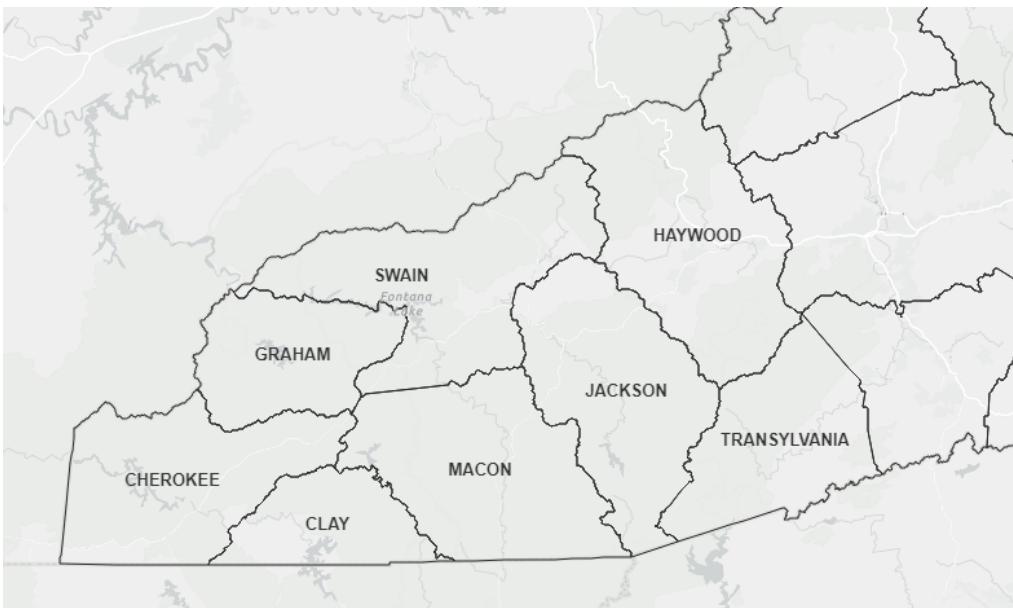 HAYWOOD
SWAIN
Fontana
Lake
GRAHAM
JACKSON
TRANSYLVANIA
MACON
CHEROKEE
CLAY